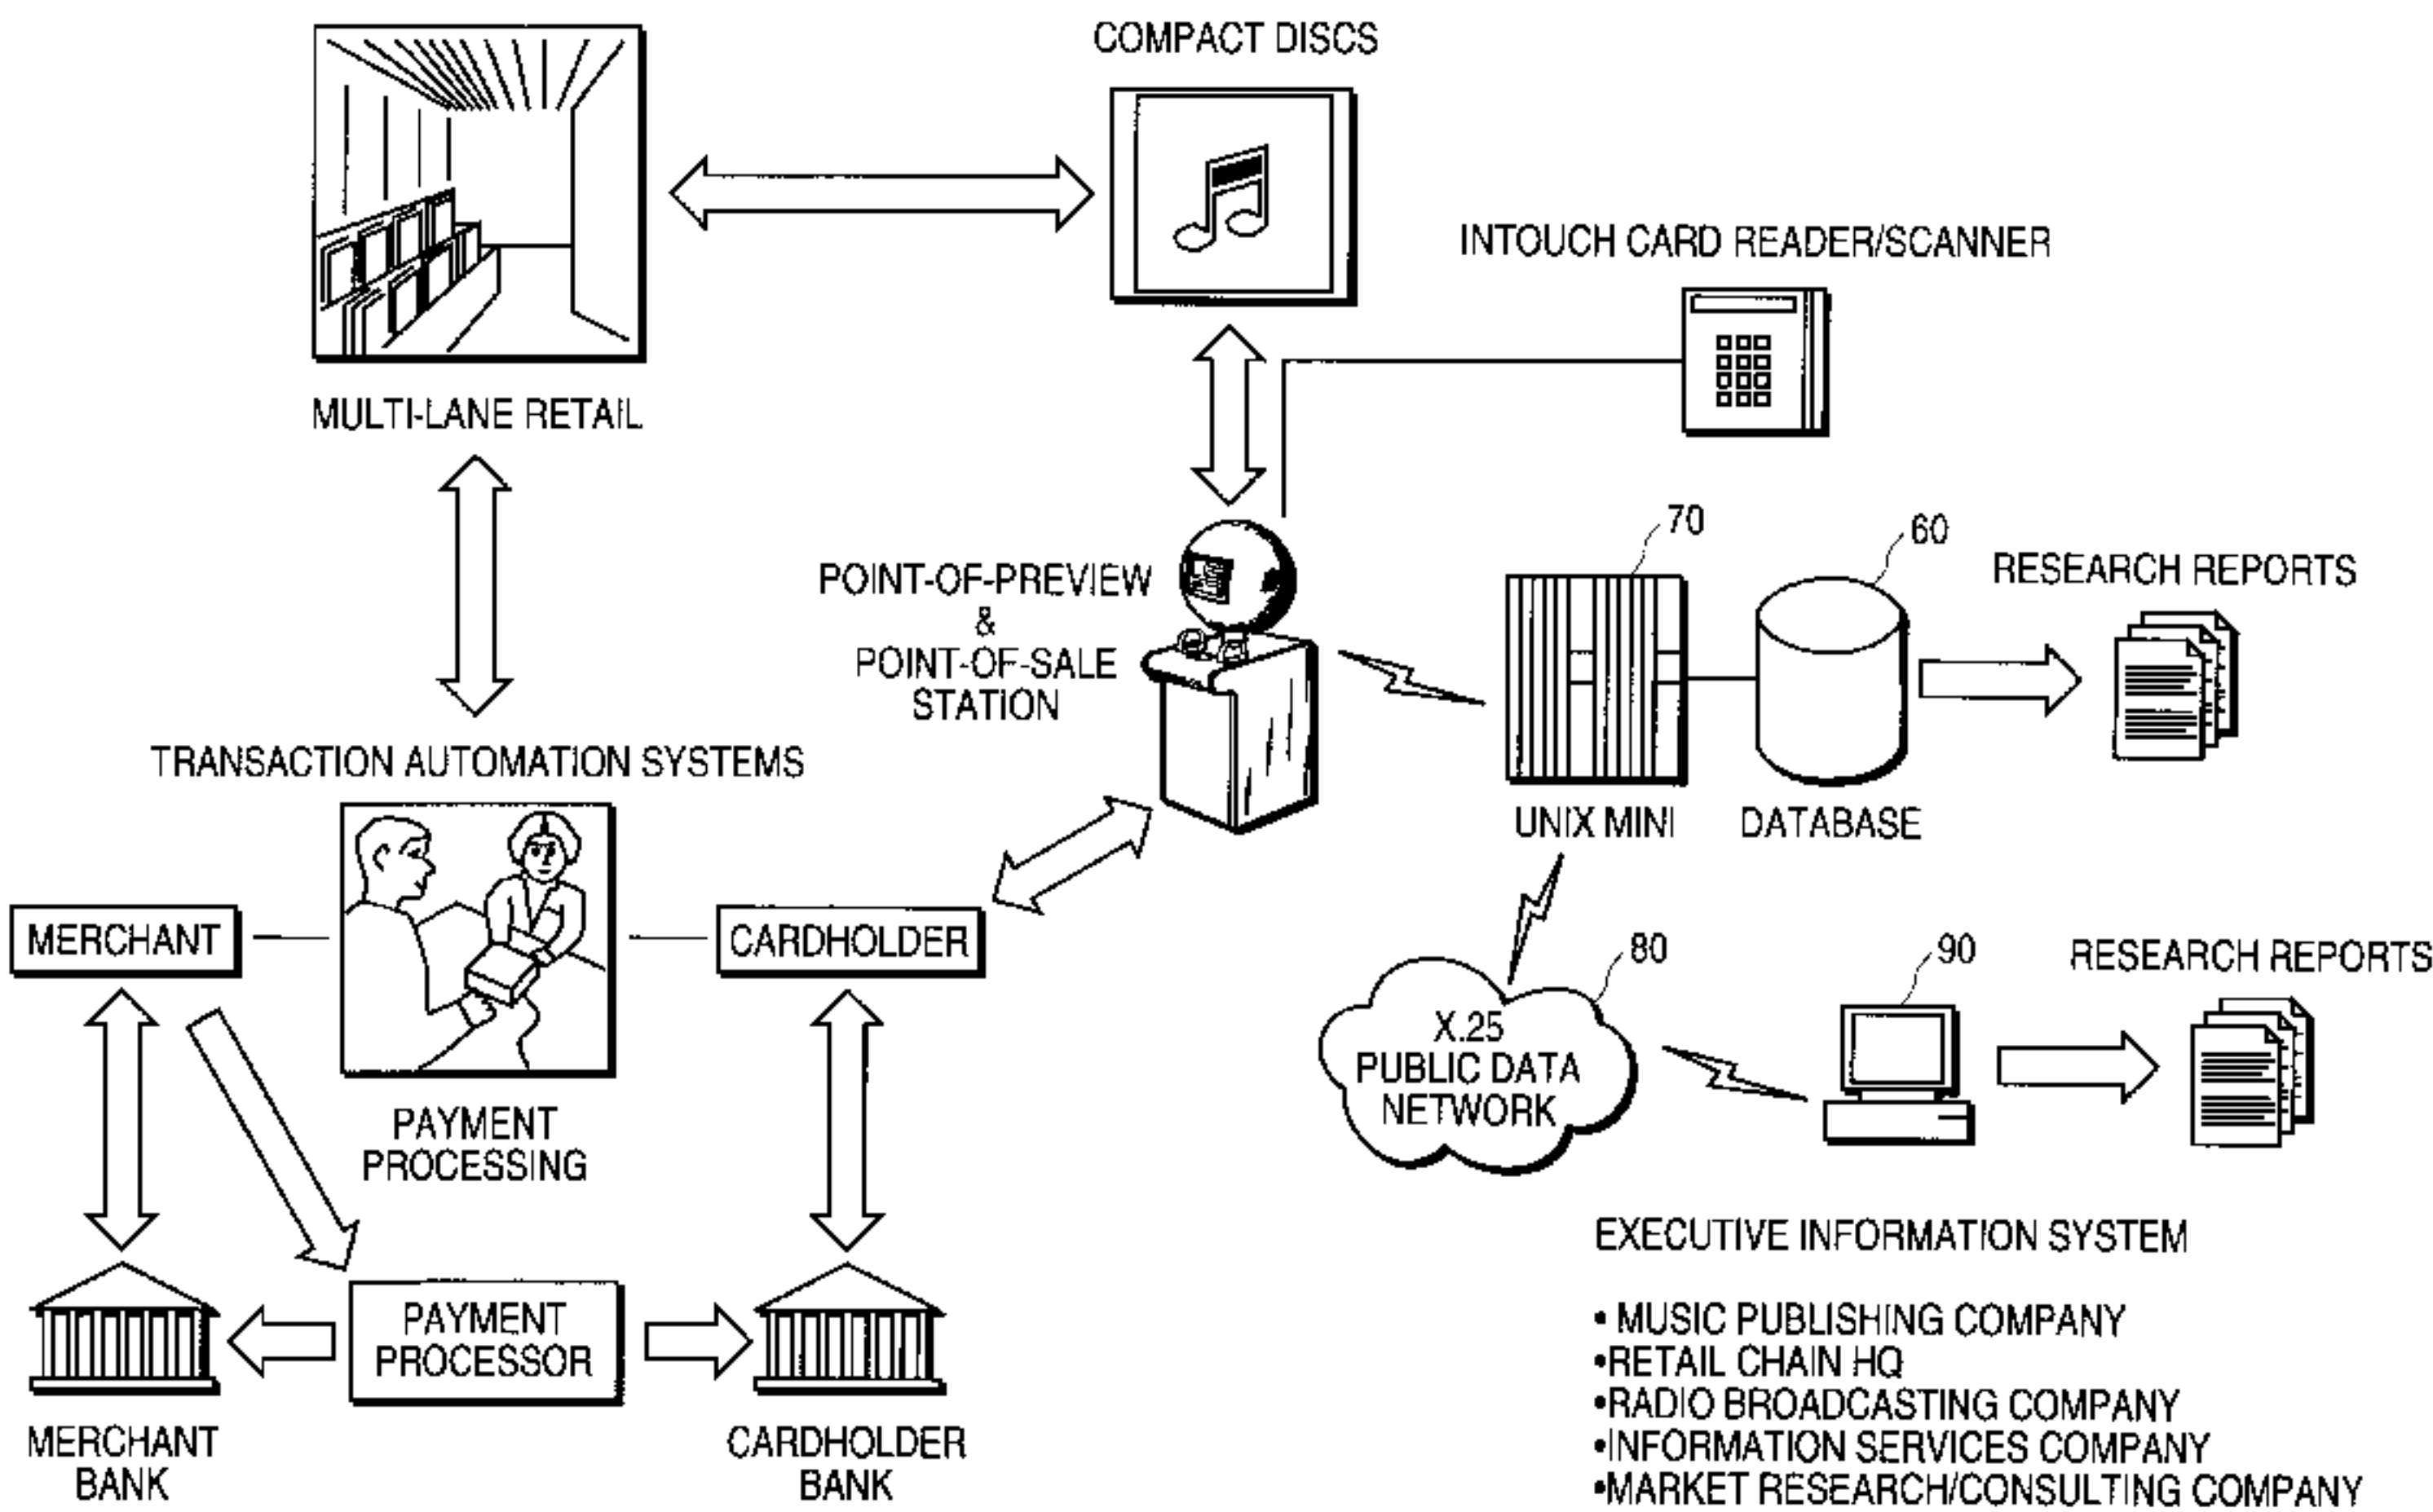 COMPACT DISCS
INTOUCH CARD READER/SCANNER
MULTI-LANE RETAIL
70
60
RESEARCH REPORTS
POINT-OF-PREVIEW
&
POINT-OF-SALE
STATION
TRANSACTION AUTOMATION SYSTEMS
UNIX MINI
DATABASE
MERCHANT
CARDHOLDER
80
90
RESEARCH REPORTS
X.25
PUBLIC DATA
NETWORK
PAYMENT
PROCESSING
EXECUTIVE INFORMATION SYSTEM
PAYMENT
PROCESSOR
• MUSIC PUBLISHING COMPANY
•RETAIL CHAIN HQ
•RADIO BROADCASTING COMPANY
•INFORMATION SERVICES COMPANY
•MARKET RESEARCH/CONSULTING COMPANY
MERCHANT
BANK
CARDHOLDER
BANK